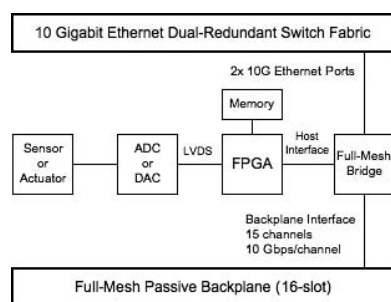 10 Gigabit Ethernet Dual-Redundant Switch Fabric
2x 10G Ethernet Ports
Memory
Sensor
or
Actuator
ADC
or
DAC
LVDS
FPGA
Host
Interface
Full-Mesh
Bridge
Backplane Interface
15 channels
10 Gbps/channel
Full-Mesh Passive Backplane (16-slot)